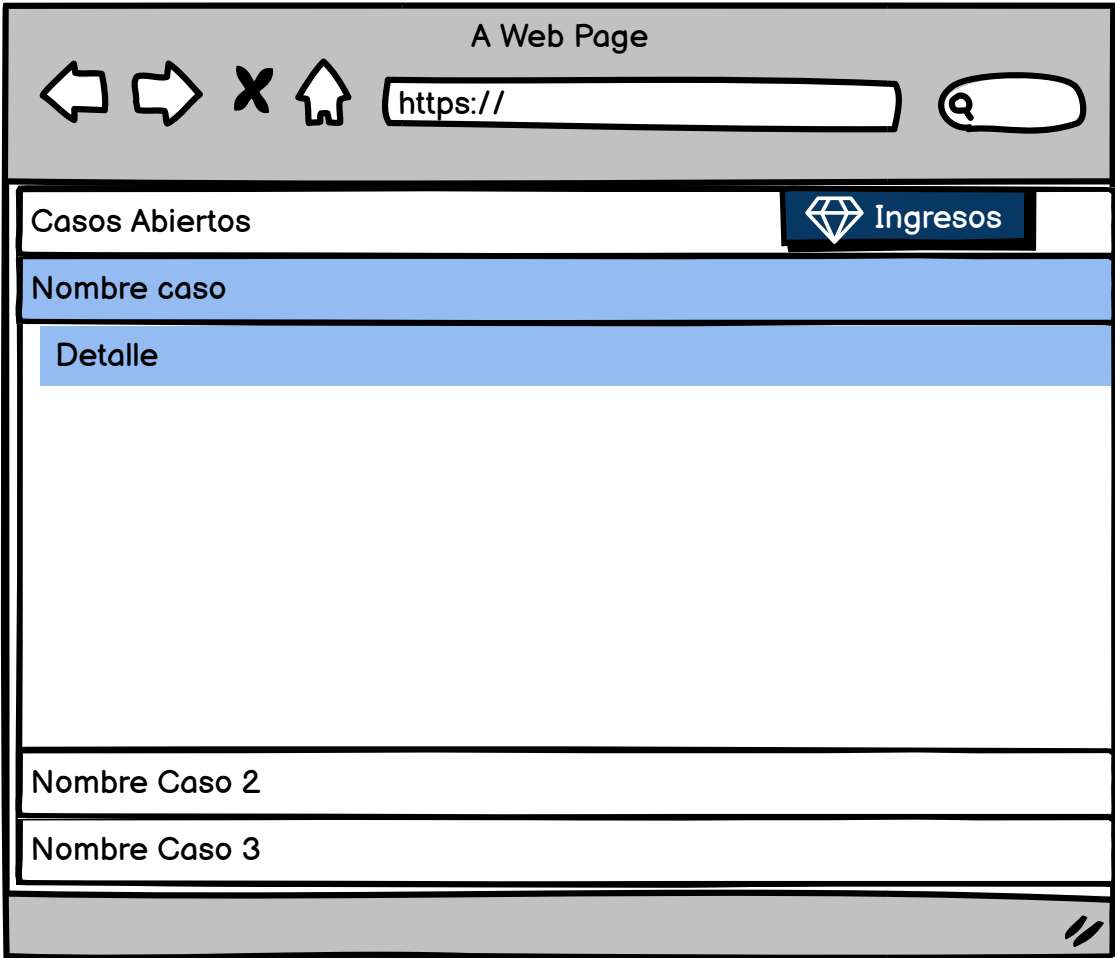 A Web Page
https://
Casos Abiertos
Ingresos
Nombre caso
Detalle
Nombre Caso 2
Nombre Caso 3